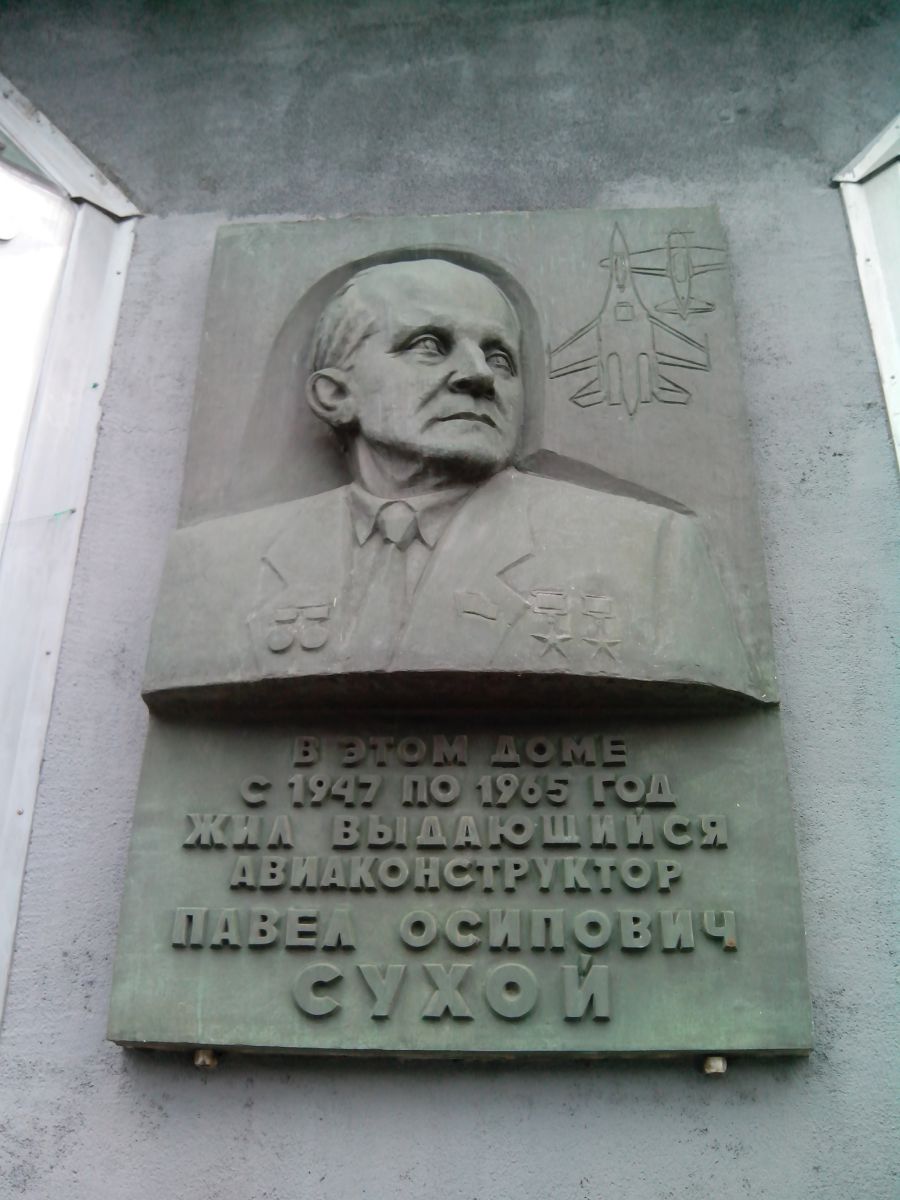 В ЭТОМ ДОМЕ
С 1947 ПО 1965 ГОД
ЖИЛ ВЫДАЮЩИЙСЯ
АВИАКОНСТРУКТОР
ПАВЕЛ ОСИПОВИЧ
СУХОЙ